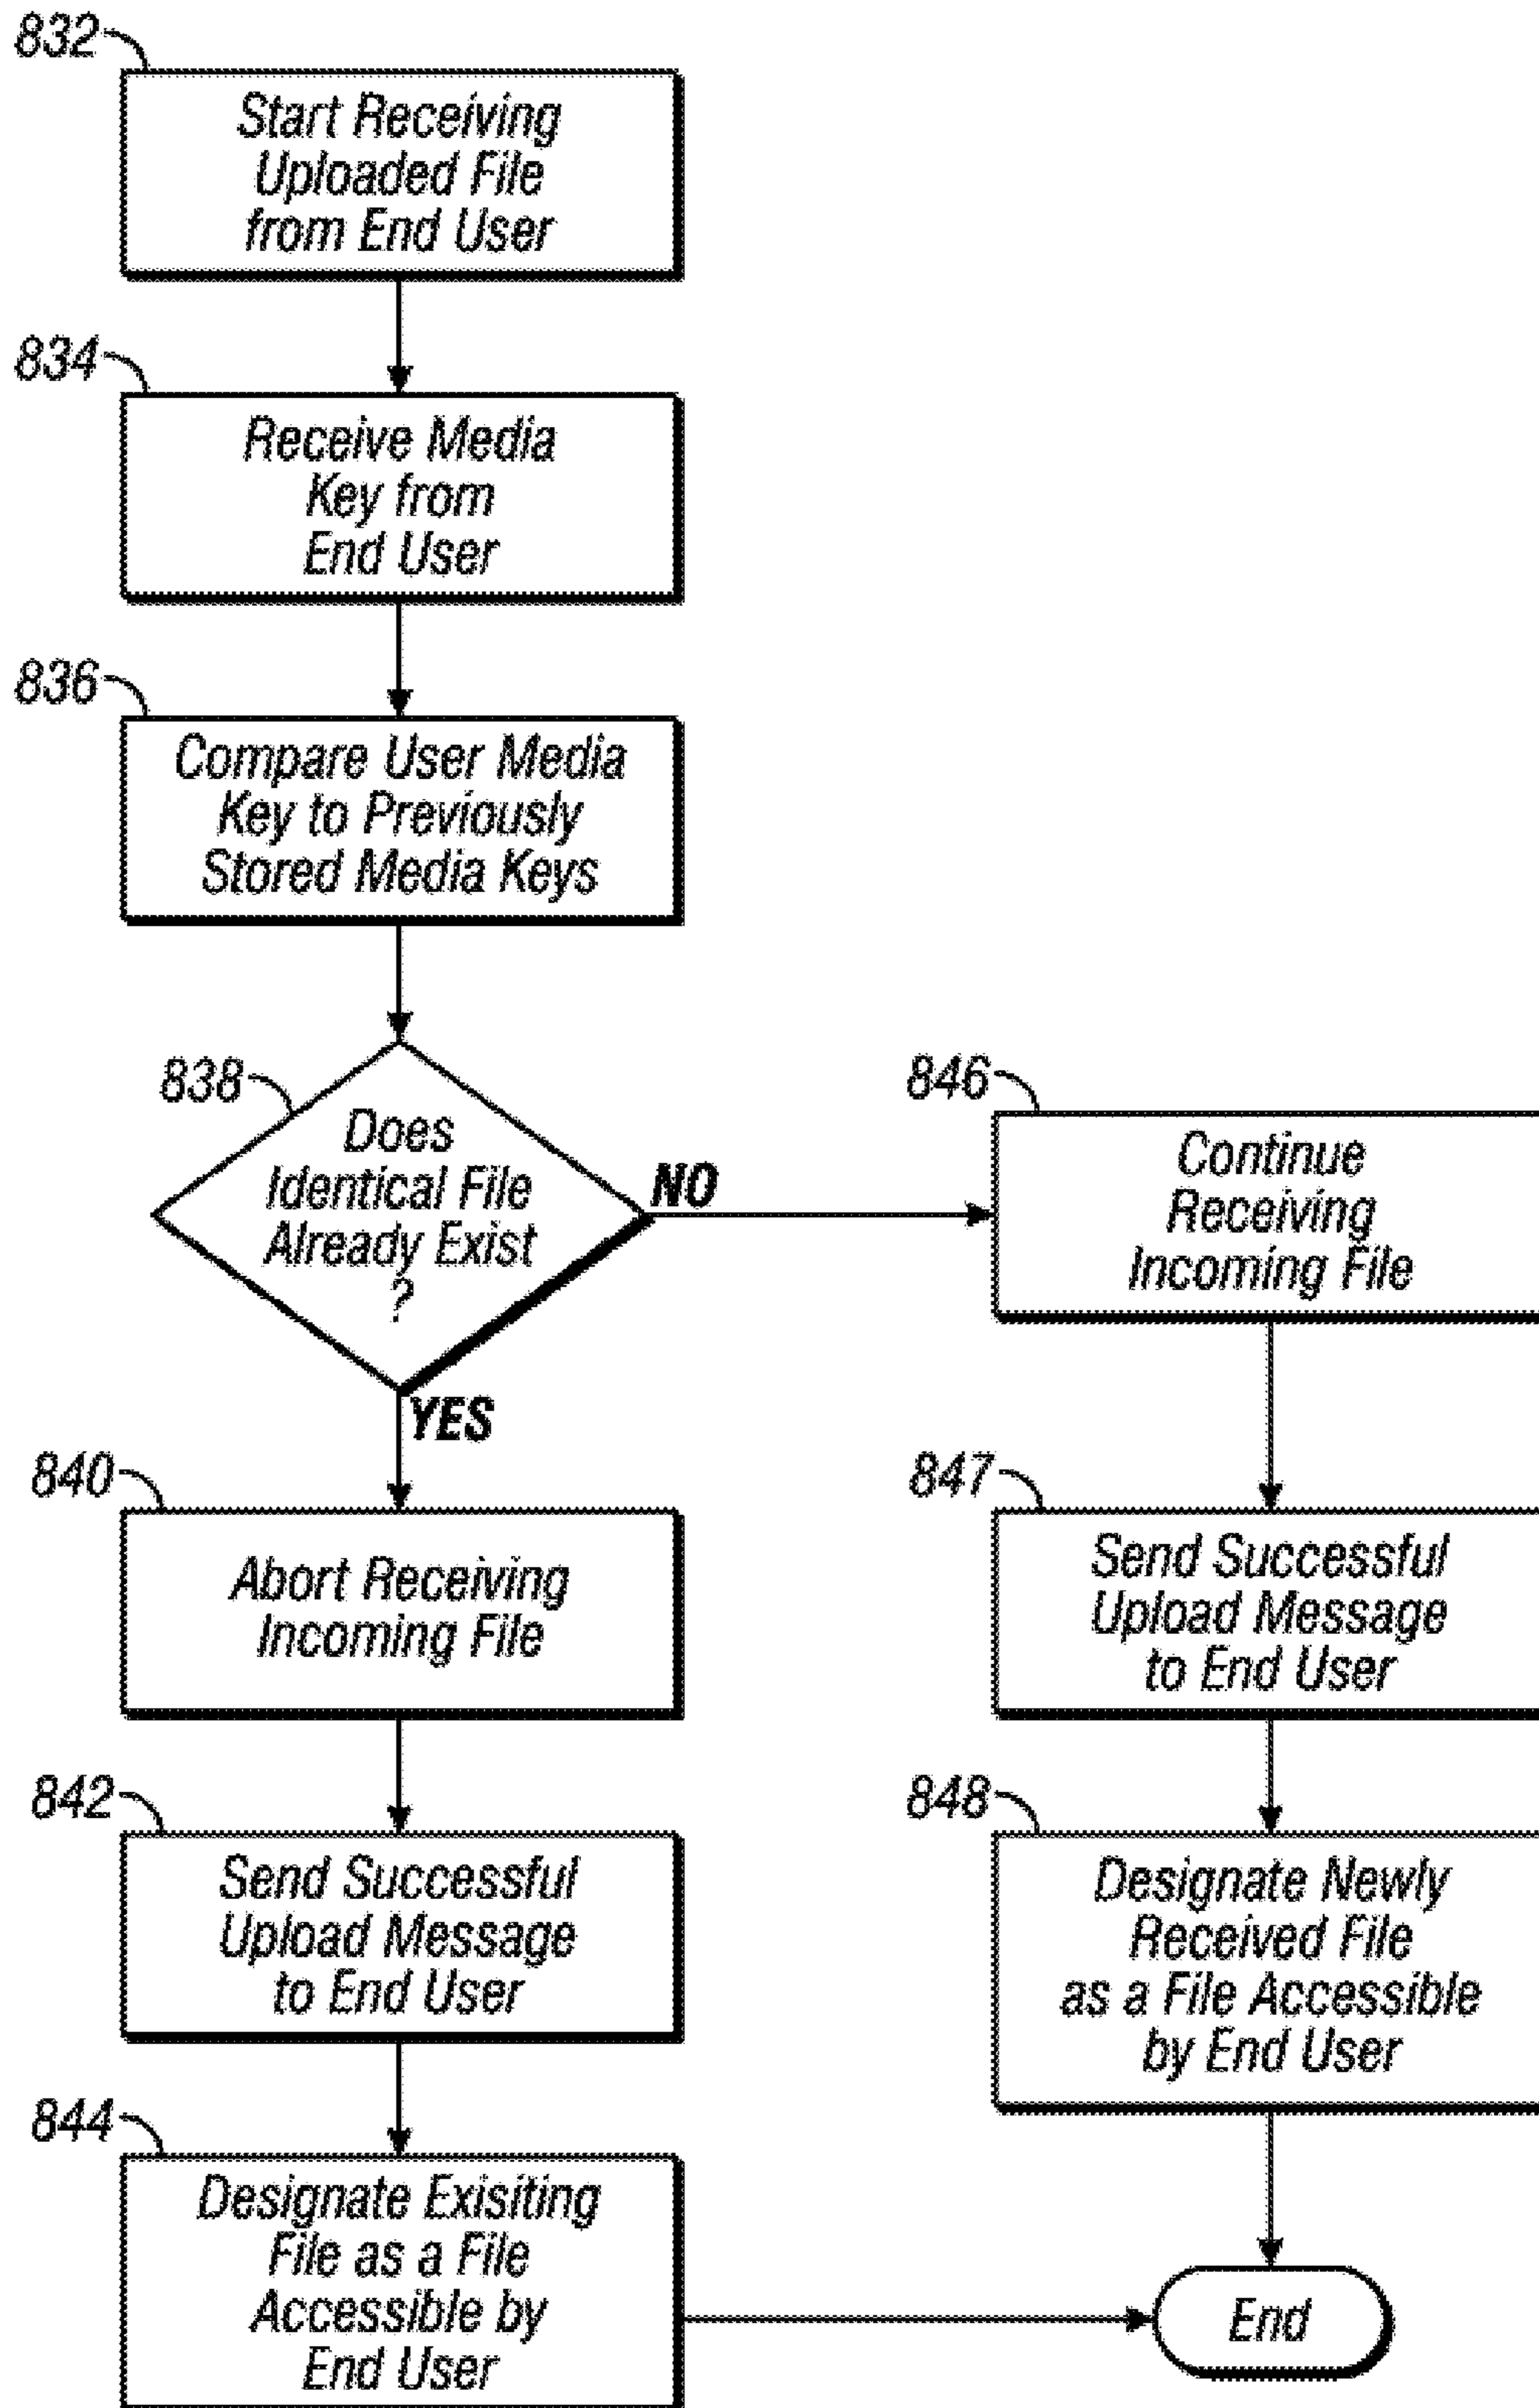 832
Start Receiving
Uploaded File
from End User
834
Receive Media
Key from
End User
836
Compare User Media
Key to Previously
Stored Media Keys
838
Does
Identical File
Already Exist
?
NO
YES
846
Continue
Receiving
Incoming File
840
Abort Receiving
Incoming File
847
Send Successful
Upload Message
to End User
842
Send Successful
Upload Message
to End User
848
Designate Newly
Received File
as a File Accessible
by End User
844
Designate Exisiting
File as a File
Accessible by
End User
End